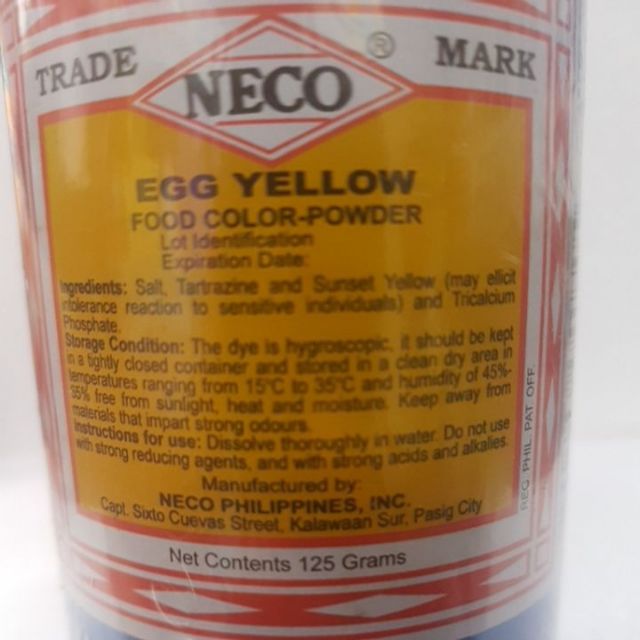 TRADE NECO ® MARK
EGG YELLOW
FOOD COLOR-POWDER
Lot Identification
Expiration Date:
Ingredients: Salt, Tartrazine and Sunset Yellow (may ellicit
intolerance reaction to sensitive individuals) and Tricalcium
Phosphate.
Storage Condition: The dye is hygroscopic, it should be kept
in a tightly closed container and stored in a clean dry area in
temperatures ranging from 15°C to 35°C and humidity of 45%-
55% free from sunlight, heat and moisture. Keep away from
materials that impart strong odours.
Instructions for use: Dissolve thoroughly in water. Do not use
with strong reducing agents, and with strong acids and alkalies.
Manufactured by:
NECO PHILIPPINES, INC.
Capt. Sixto Cuevas Street, Kalawaan Sur, Pasig City
REG. PHIL. PAT. OFF.
Net Contents 125 Grams